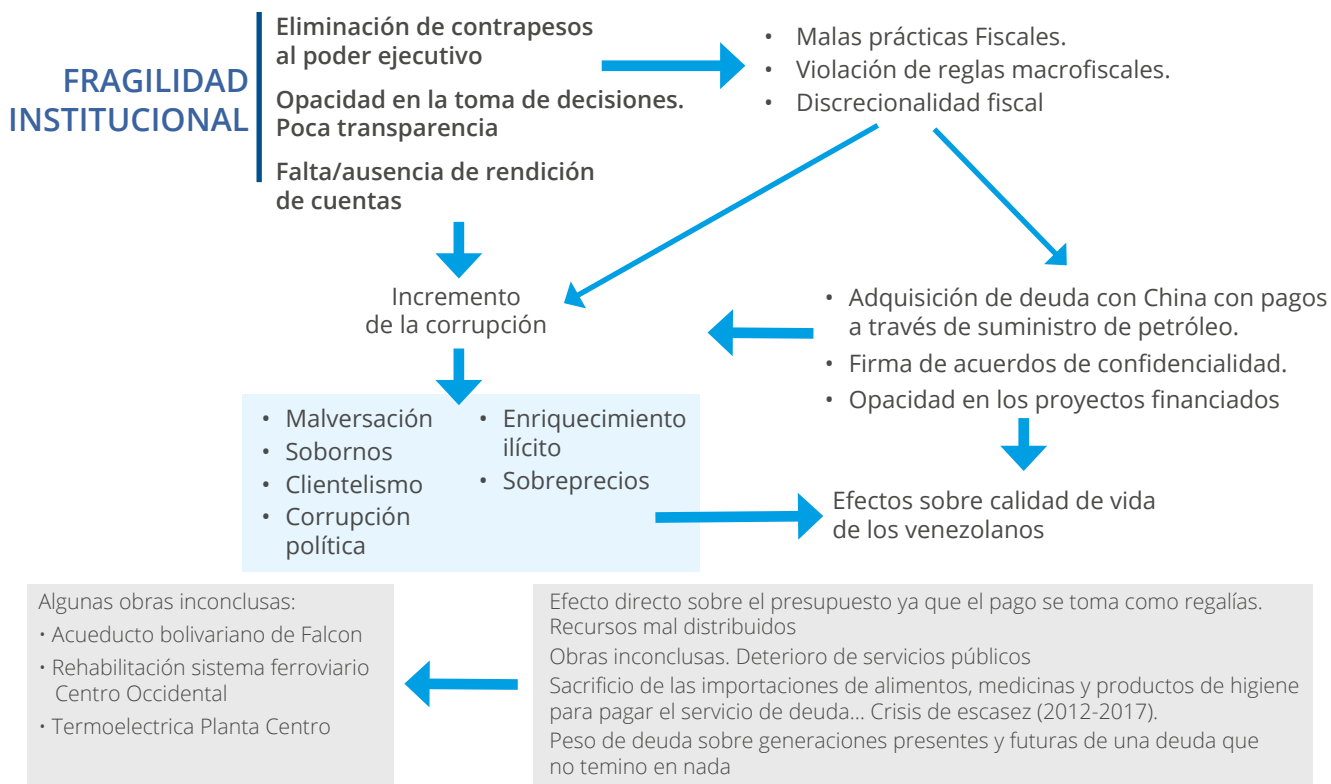 FRAGILIDAD
INSTITUCIONAL
Eliminación de contrapesos
al poder ejecutivo
Opacidad en la toma de decisiones.
Poca transparencia
Falta/ausencia de rendición
de cuentas
• Malas prácticas Fiscales.
• Violación de reglas macrofiscales.
• Discrecionalidad fiscal
Incremento
de la corrupción
• Adquisición de deuda con China con pagos
a través de suministro de petróleo.
• Firma de acuerdos de confidencialidad.
• Opacidad en los proyectos financiados
• Malversación
• Sobornos
• Clientelismo
• Corrupción
política
• Enriquecimiento
ilícito
• Sobreprecios
Efectos sobre calidad de vida
de los venezolanos
Algunas obras inconclusas:
• Acueducto bolivariano de Falcon
• Rehabilitación sistema ferroviario
Centro Occidental
• Termoelectrica Planta Centro
Efecto directo sobre el presupuesto ya que el pago se toma como regalías.
Recursos mal distribuidos
Obras inconclusas. Deterioro de servicios públicos
Sacrificio de las importaciones de alimentos, medicinas y productos de higiene
para pagar el servicio de deuda... Crisis de escasez (2012-2017).
Peso de deuda sobre generaciones presentes y futuras de una deuda que
no temino en nada